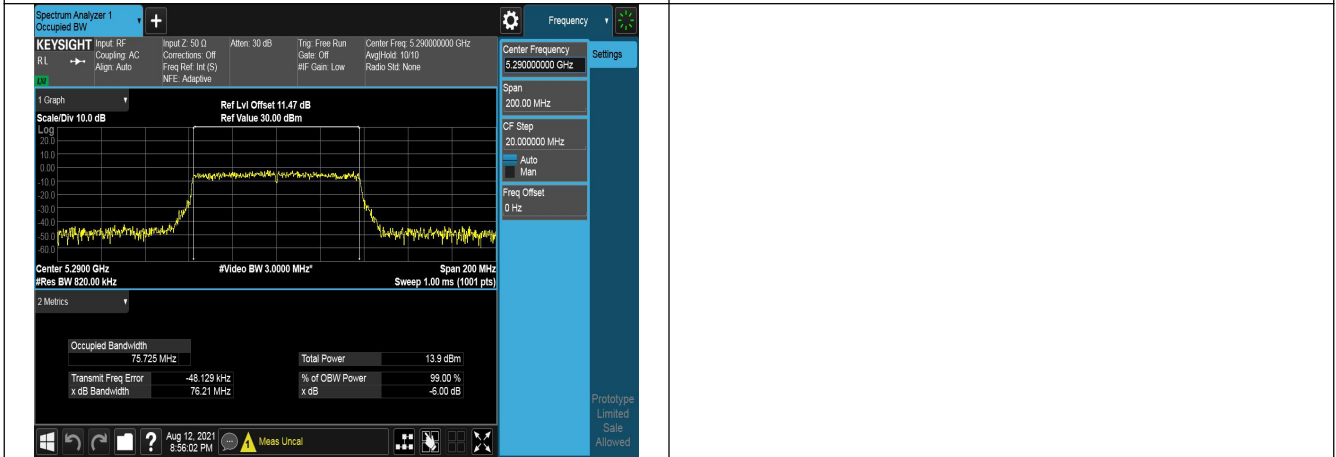 Spectrum Analyzer 1
Occupied BW
Frequency
KEYSIGHT
R L
LXI
Input: RF
Coupling: AC
Align: Auto
Input Z: 50 Ω
Corrections: Off
Freq Ref: Int (S)
NFE: Adaptive
Atten: 30 dB
Trig: Free Run
Gate: Off
#IF Gain: Low
Center Freq: 5.290000000 GHz
Avg|Hold: 10/10
Radio Std: None
Center Frequency
5.290000000 GHz
Settings
Span
200.00 MHz
CF Step
20.000000 MHz
Auto
Man
Freq Offset
0 Hz
1 Graph
Scale/Div 10.0 dB
Ref Lvl Offset 11.47 dB
Ref Value 30.00 dBm
Log
20.0
10.0
0.00
-10.0
-20.0
-30.0
-40.0
-50.0
-60.0
Center 5.2900 GHz
#Res BW 820.00 kHz
#Video BW 3.0000 MHz*
Span 200 MHz
Sweep 1.00 ms (1001 pts)
2 Metrics
Occupied Bandwidth
75.725 MHz
Total Power 13.9 dBm
Transmit Freq Error -48.129 kHz
% of OBW Power 99.00 %
x dB Bandwidth 76.21 MHz
x dB -6.00 dB
Prototype
Limited
Sale
Allowed
?
Aug 12, 2021
8:56:02 PM
1
Meas Uncal